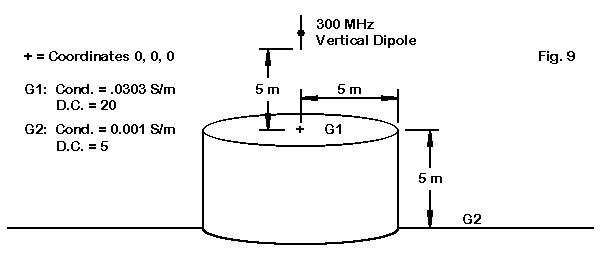 300 MHz
Vertical Dipole
+ = Coordinates 0, 0, 0
Fig. 9
G1: Cond. = .0303 S/m
D.C. = 20
5 m
5 m
G2: Cond. = 0.001 S/m
D.C. = 5
+ G1
5 m
G2